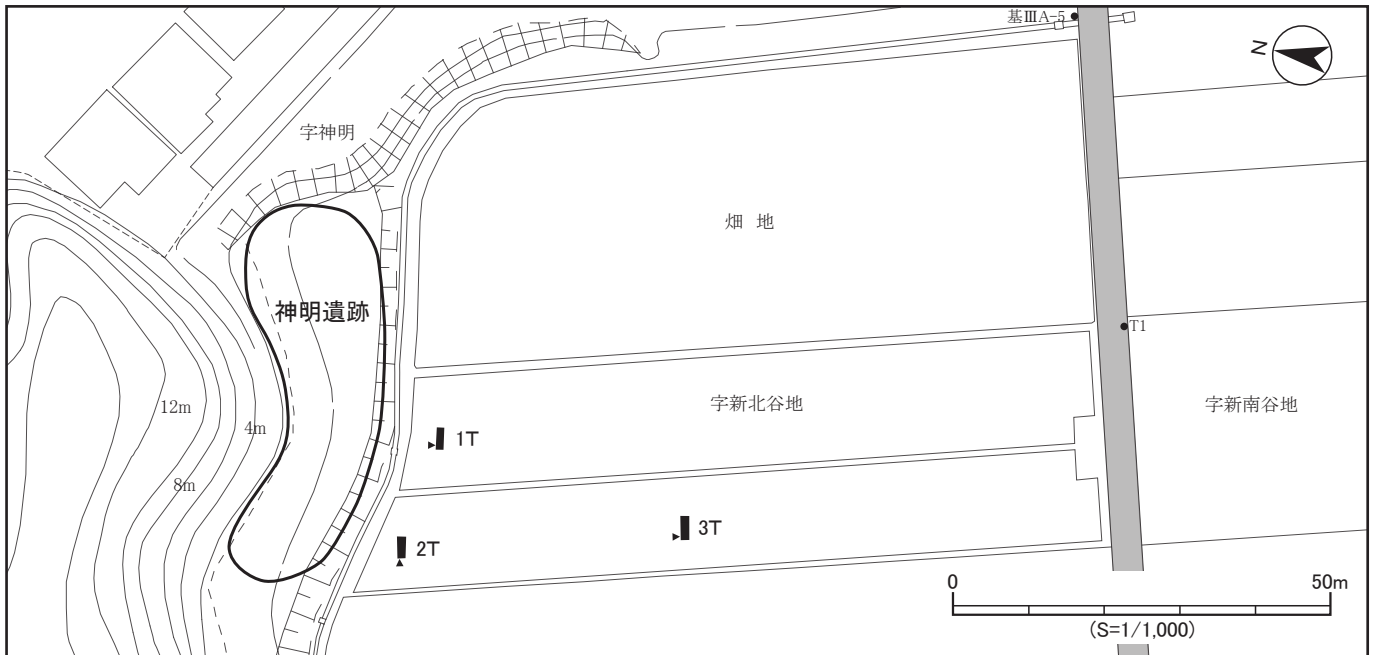 基ⅢA-5
N
字神明
畑 地
神明遺跡
T1
12m
字新北谷地
字新南谷地
4m
1T
8m
3T
2T
0
50m
(S=1/1,000)